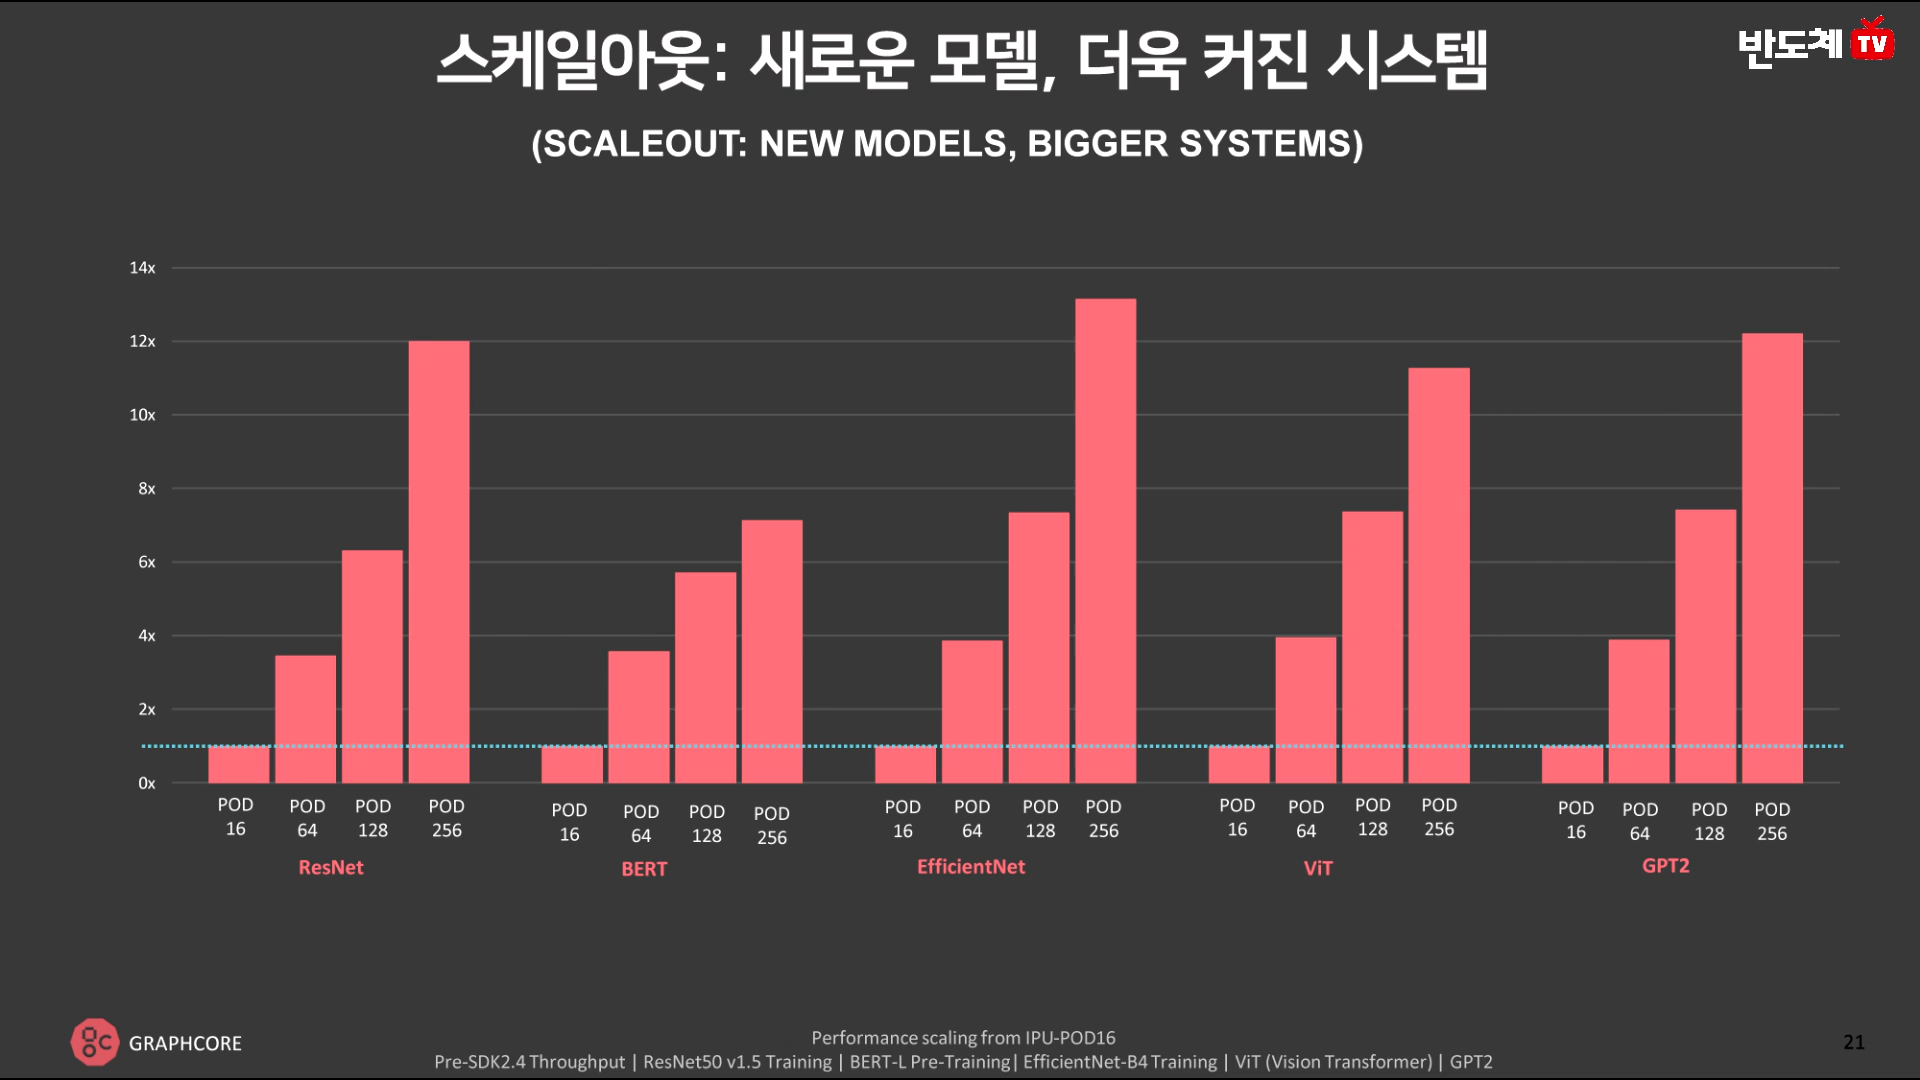 스케일아웃: 새로운 모델, 더욱 커진 시스템
반도체 TV
(SCALEOUT: NEW MODELS, BIGGER SYSTEMS)
14x
12x
10x
8x
6x
4x
2x
0x
POD 16
POD 64
POD 128
POD 256
ResNet
POD 16
POD 64
POD 128
POD 256
BERT
POD 16
POD 64
POD 128
POD 256
EfficientNet
POD 16
POD 64
POD 128
POD 256
ViT
POD 16
POD 64
POD 128
POD 256
GPT2
GRAPHCORE
Performance scaling from IPU-POD16
Pre-SDK2.4 Throughput | ResNet50 v1.5 Training | BERT-L Pre-Training| EfficientNet-B4 Training | ViT (Vision Transformer) | GPT2
21